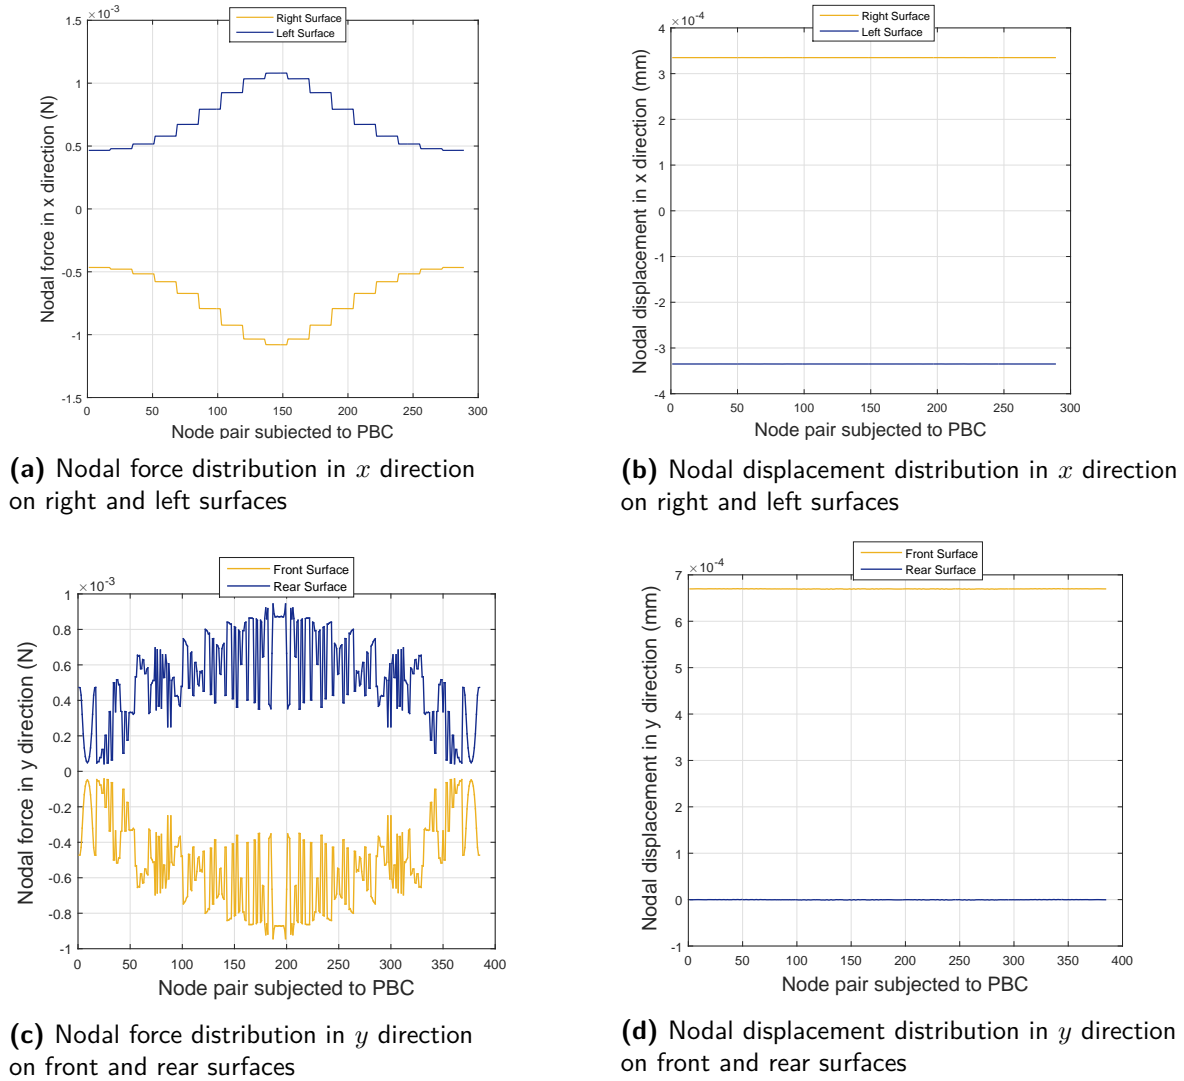 ×10⁻³
Right Surface
Left Surface
1.5
1
0.5
0
-0.5
-1
-1.5
0 50 100 150 200 250 300
Nodal force in x direction (N)
Node pair subjected to PBC
(a) Nodal force distribution in x direction
on right and left surfaces
×10⁻⁴
Right Surface
Left Surface
4
3
2
1
0
-1
-2
-3
-4
0 50 100 150 200 250 300
Nodal displacement in x direction (mm)
Node pair subjected to PBC
(b) Nodal displacement distribution in x direction
on right and left surfaces
×10⁻³
Front Surface
Rear Surface
1
0.8
0.6
0.4
0.2
0
-0.2
-0.4
-0.6
-0.8
-1
0 50 100 150 200 250 300 350 400
Nodal force in y direction (N)
Node pair subjected to PBC
(c) Nodal force distribution in y direction
on front and rear surfaces
×10⁻⁴
Front Surface
Rear Surface
7
6
5
4
3
2
1
0
-1
0 50 100 150 200 250 300 350 400
Nodal displacement in y direction (mm)
Node pair subjected to PBC
(d) Nodal displacement distribution in y direction
on front and rear surfaces